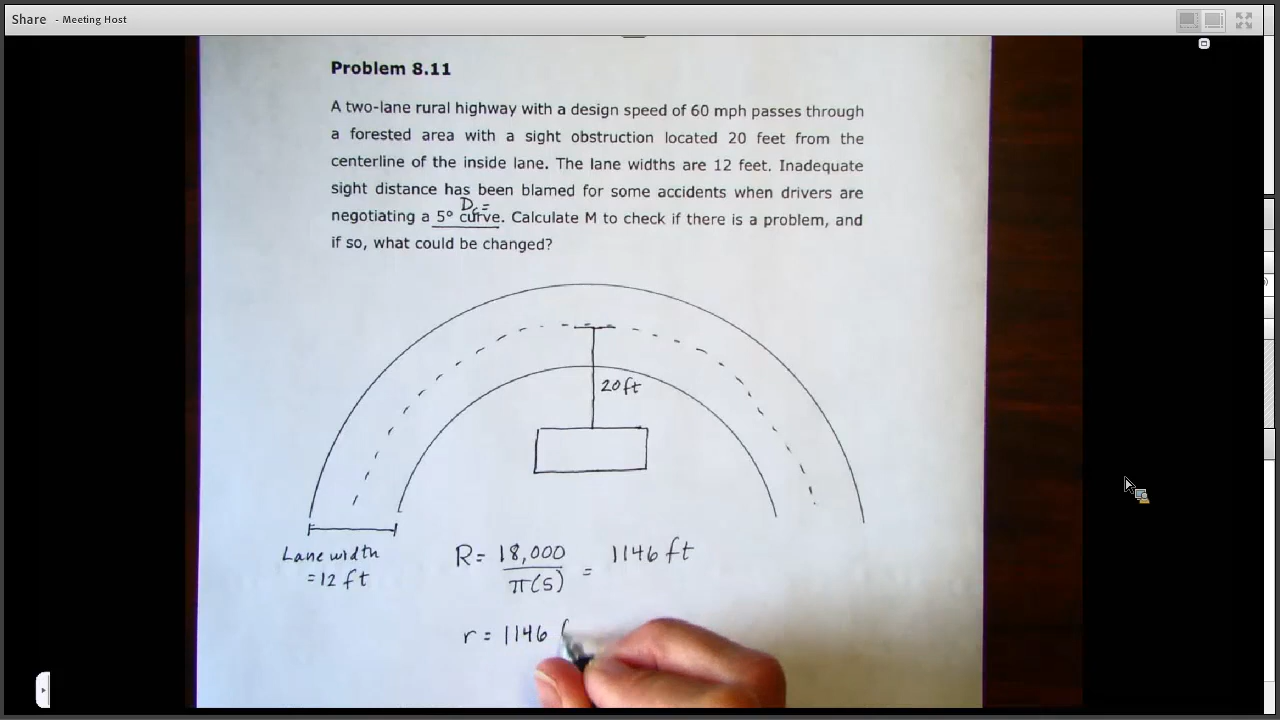 Share - Meeting Host
Problem 8.11
A two-lane rural highway with a design speed of 60 mph passes through
a forested area with a sight obstruction located 20 feet from the
centerline of the inside lane. The lane widths are 12 feet. Inadequate
sight distance has been blamed for some accidents when drivers are
D =
negotiating a 5° curve. Calculate M to check if there is a problem, and
if so, what could be changed?
20ft
Lane width
= 12 ft
R = 18,000 / π(5) = 1146 ft
r = 1146